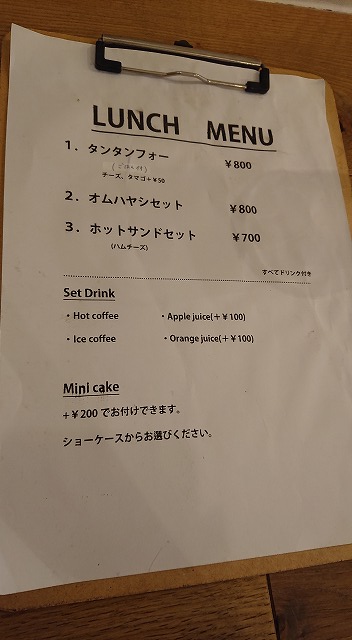 LUNCH MENU
1. タンタンフォー ￥800
(ごはん付)
チーズ、タマゴ＋￥50
2. オムハヤシセット ￥800
3. ホットサンドセット ￥700
(ハムチーズ)
すべてドリンク付き
Set Drink
・Hot coffee ・Apple juice(＋￥100)
・Ice coffee ・Orange juice(＋￥100)
Mini cake
+￥200 でお付けできます。
ショーケースからお選びください。